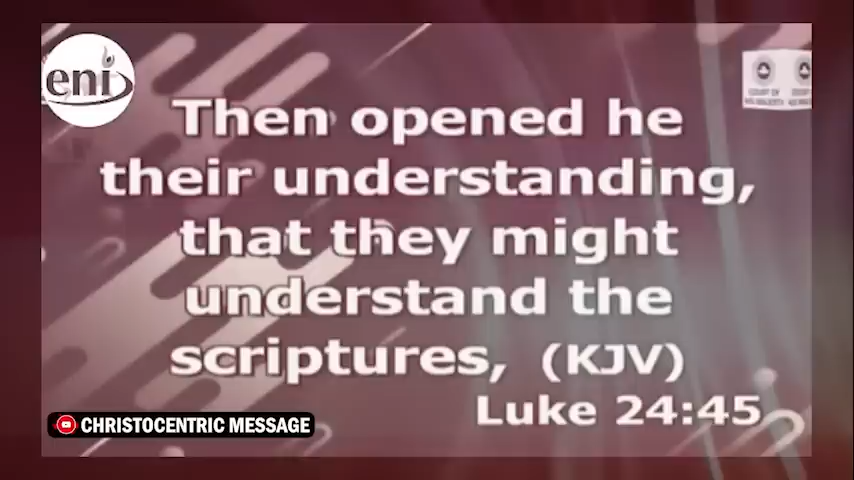 eni
Then opened he
their understanding,
that they might
understand the
scriptures, (KJV)
Luke 24:45
CHRISTOCENTRIC MESSAGE